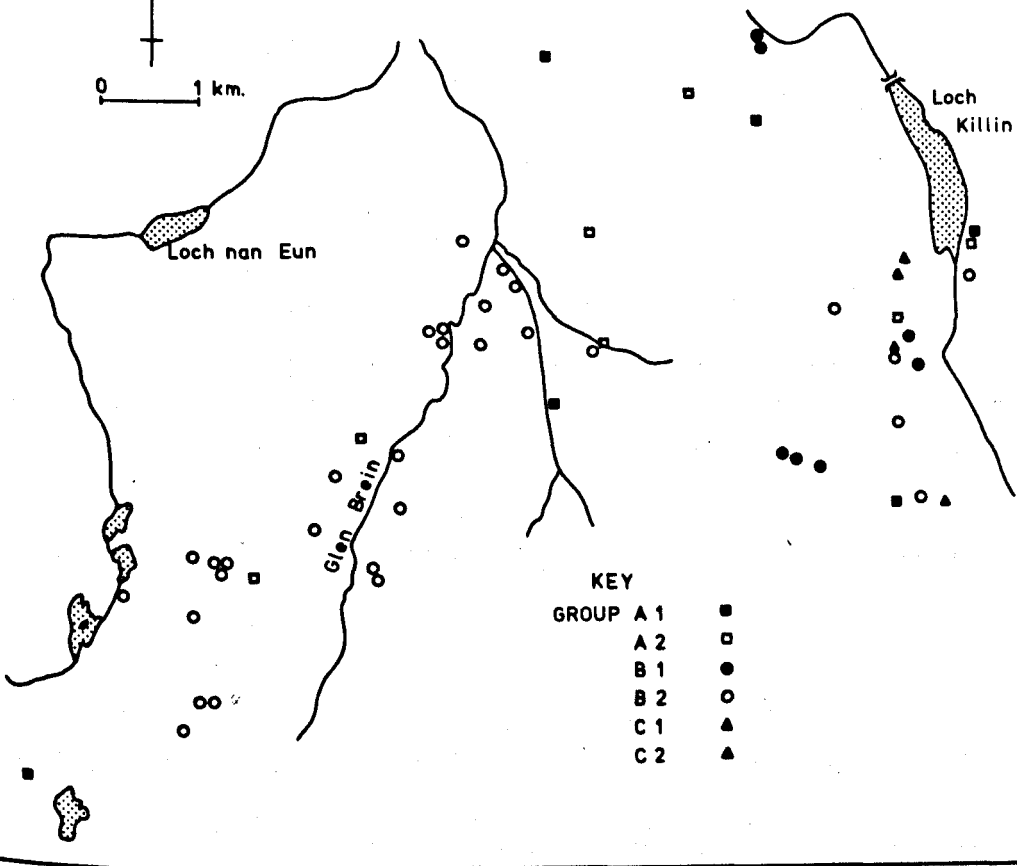 0 1 km.
Loch
Killin
Loch nan Eun
Glen Brein
KEY
GROUP A 1
A 2
B 1
B 2
C 1
C 2